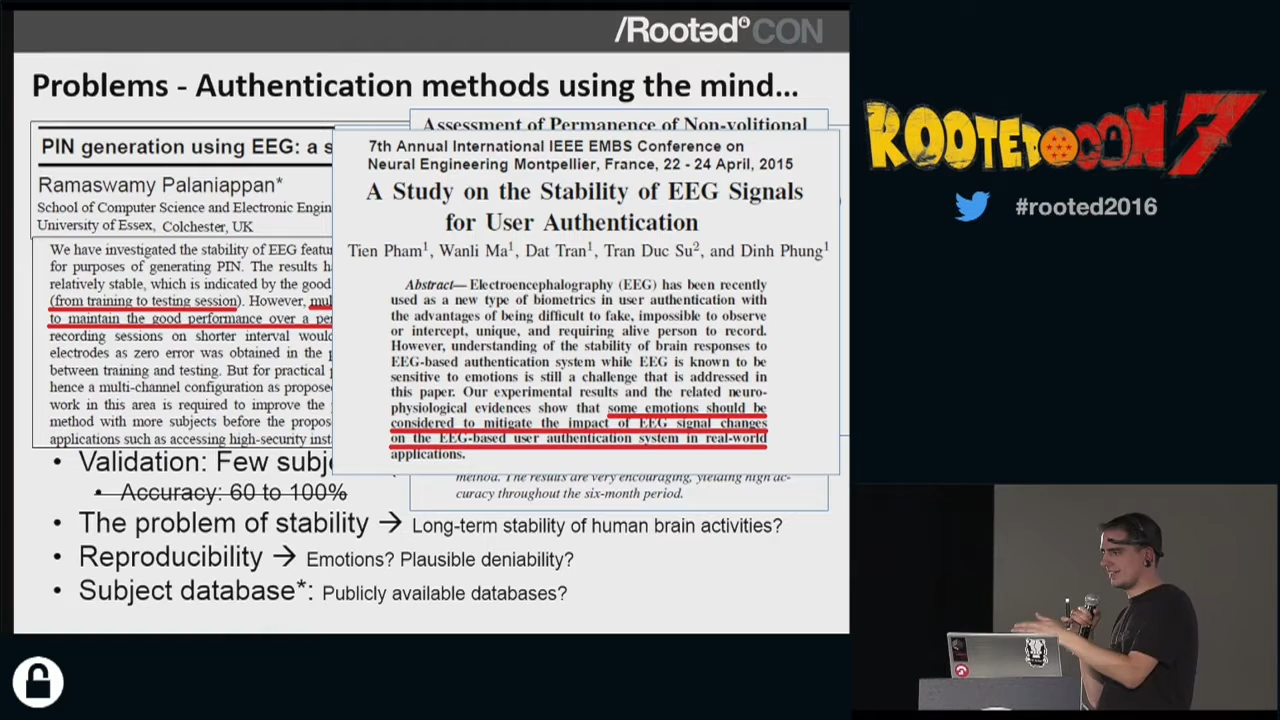 /RootedCON
Problems - Authentication methods using the mind...
PIN generation using EEG: a s
Ramaswamy Palaniappan*
School of Computer Science and Electronic Engin
University of Essex, Colchester, UK
We have investigated the stability of EEG featu
for purposes of generating PIN. The results h
relatively stable, which is indicated by the good
(from training to testing session). However, mul
to maintain the good performance over a per
recording sessions on shorter interval would
electrodes as zero error was obtained in the p
between training and testing. But for practical p
hence a multi-channel configuration as propose
work in this area is required to improve the
method with more subjects before the propos
applications such as accessing high-security inst
Assessment of Permanence of Non-volitional
7th Annual International IEEE EMBS Conference on
Neural Engineering Montpellier, France, 22 - 24 April, 2015
A Study on the Stability of EEG Signals
for User Authentication
Tien Pham1, Wanli Ma1, Dat Tran1, Tran Duc Su2, and Dinh Phung1
Abstract— Electroencephalography (EEG) has been recently
used as a new type of biometrics in user authentication with
the advantages of being difficult to fake, impossible to observe
or intercept, unique, and requiring alive person to record.
However, understanding of the stability of brain responses to
EEG-based authentication system while EEG is known to be
sensitive to emotions is still a challenge that is addressed in
this paper. Our experimental results and the related neuro-
physiological evidences show that some emotions should be
considered to mitigate the impact of EEG signal changes
on the EEG-based user authentication system in real-world
applications.
method. The results are very encouraging, yielding high ac-
curacy throughout the six-month period.
• Validation: Few subj
• Accuracy: 60 to 100%
• The problem of stability → Long-term stability of human brain activities?
• Reproducibility → Emotions? Plausible deniability?
• Subject database*: Publicly available databases?
ROOTEDCON 7
#rooted2016